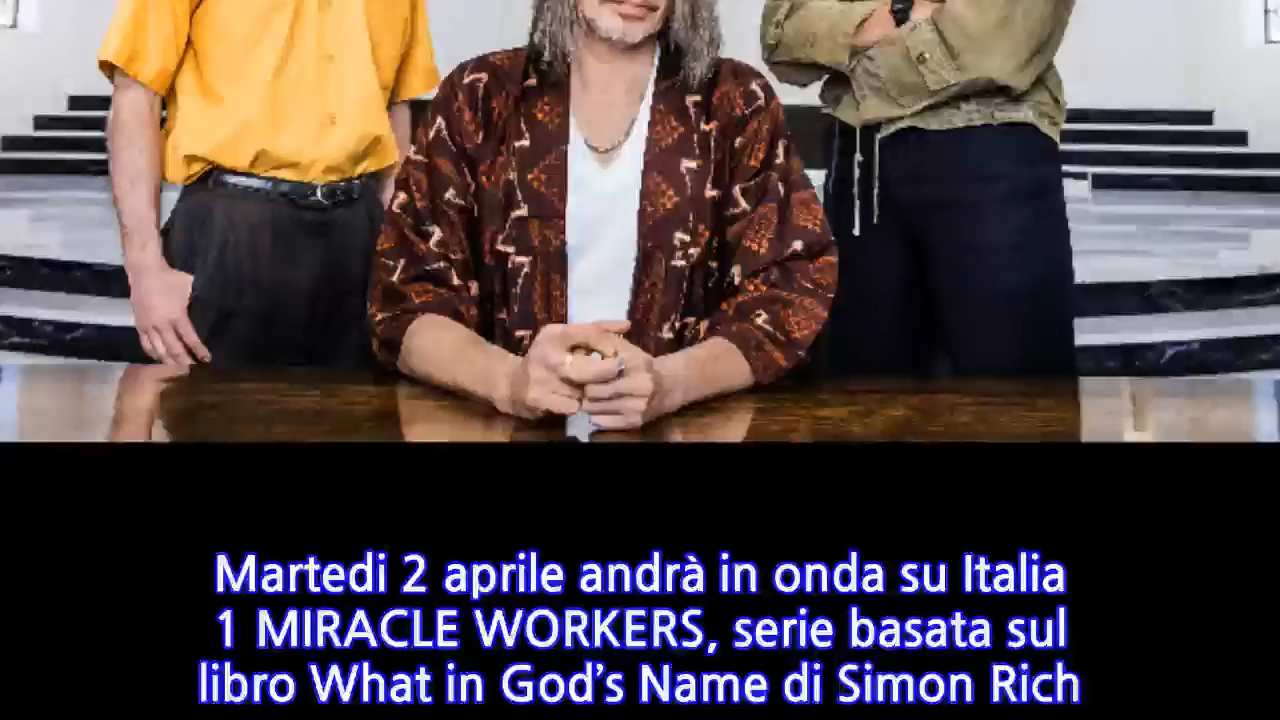 Martedi 2 aprile andrà in onda su Italia
1 MIRACLE WORKERS, serie basata sul
libro What in God’s Name di Simon Rich